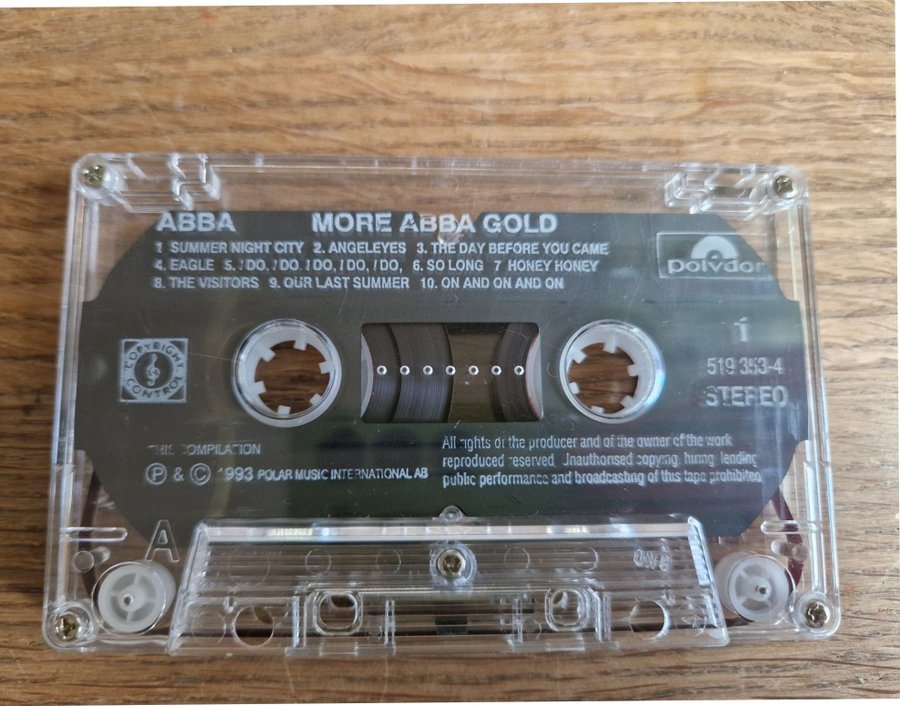 ABBA MORE ABBA GOLD
1 SUMMER NIGHT CITY 2. ANGELEYES 3. THE DAY BEFORE YOU CAME
4. EAGLE 5. I DO, I DO, I DO, I DO, I DO, 6. SO LONG 7 HONEY HONEY
8. THE VISITORS 9. OUR LAST SUMMER 10. ON AND ON AND ON
polydor
1
519 353-4
STEREO
COPYRIGHT
CONTROL
THIS COMPILATION
Ⓟ & © 1993 POLAR MUSIC INTERNATIONAL AB
All rights of the producer and of the owner of the work
reproduced reserved. Unauthorised copying, hiring, lending
public performance and broadcasting of this tape prohibited
A